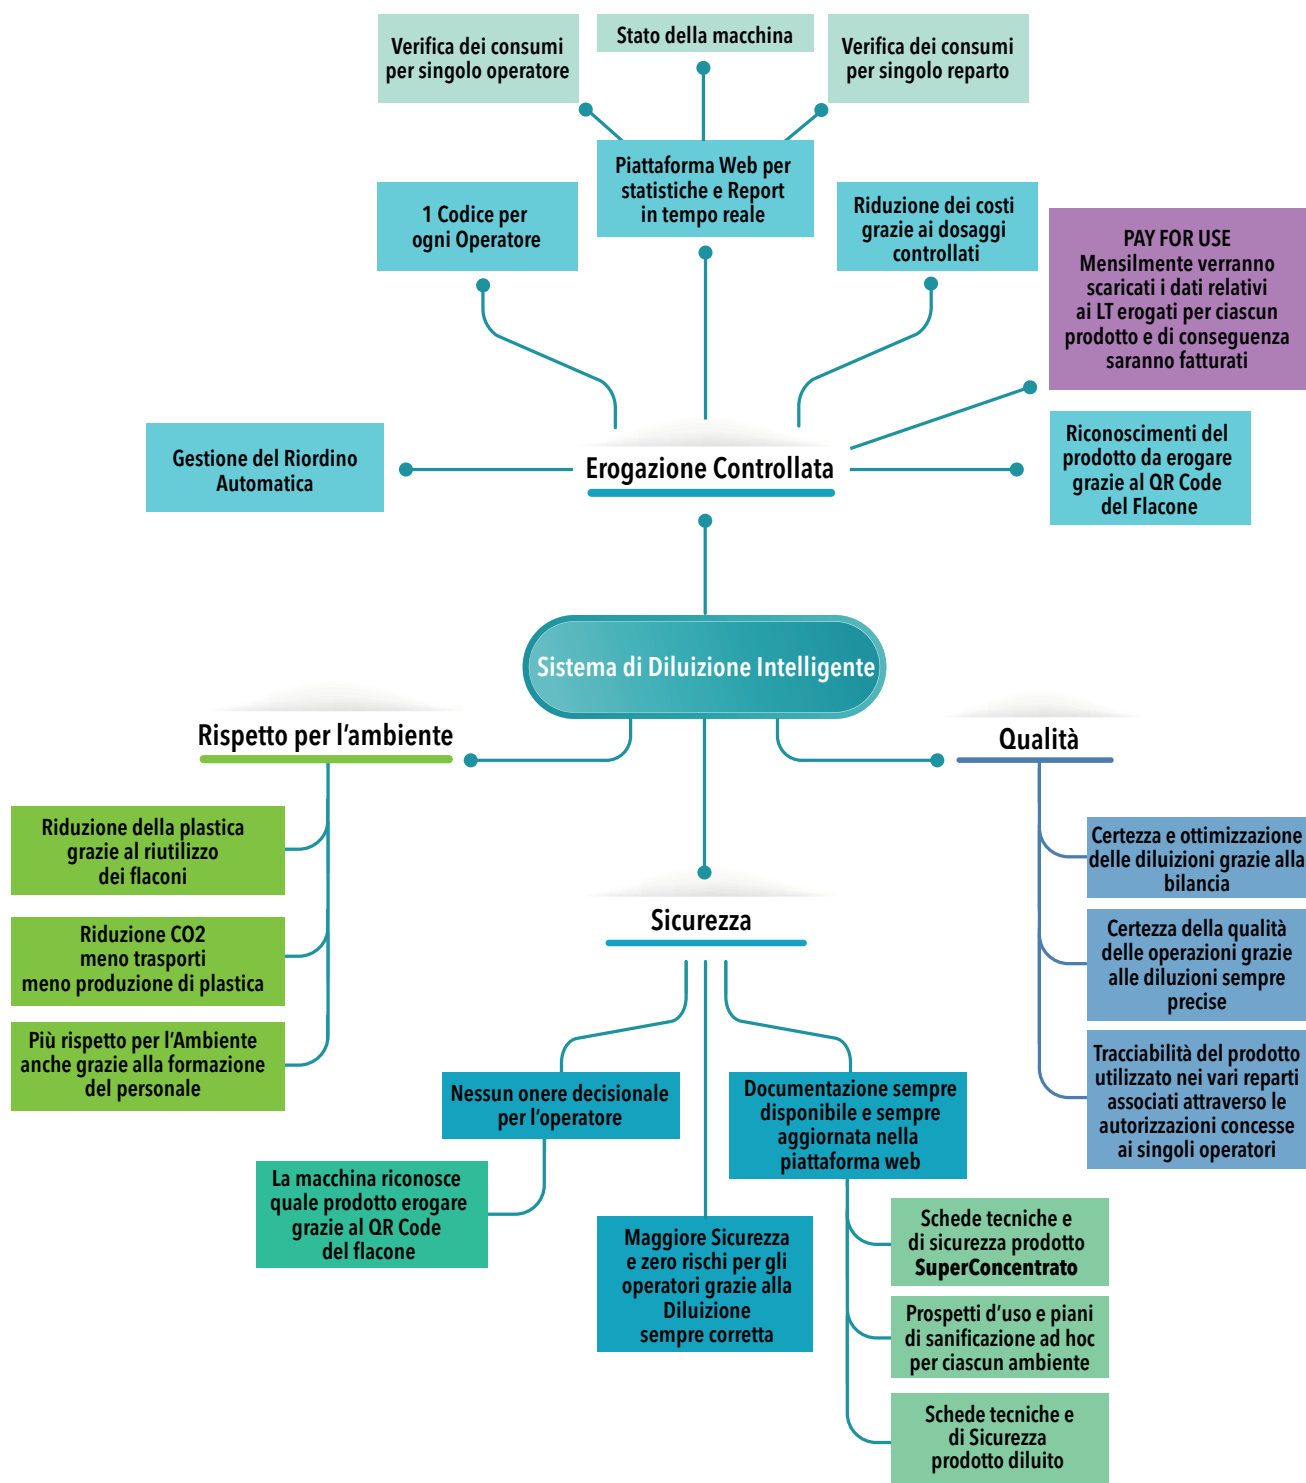 Verifica dei consumi
per singolo operatore
Stato della macchina
Verifica dei consumi
per singolo reparto
Piattaforma Web per
statistiche e Report
in tempo reale
1 Codice per
ogni Operatore
Riduzione dei costi
grazie ai dosaggi
controllati
PAY FOR USE
Mensilmente verranno
scaricati i dati relativi
ai LT erogati per ciascun
prodotto e di conseguenza
saranno fatturati
Gestione del Riordino
Automatica
Erogazione Controllata
Riconoscimenti del
prodotto da erogare
grazie al QR Code
del Flacone
Sistema di Diluizione Intelligente
Rispetto per l'ambiente
Riduzione della plastica
grazie al riutilizzo
dei flaconi
Riduzione CO2
meno trasporti
meno produzione di plastica
Più rispetto per l'Ambiente
anche grazie alla formazione
del personale
Qualità
Certezza e ottimizzazione
delle diluizioni grazie alla
bilancia
Certezza della qualità
delle operazioni grazie
alle diluzioni sempre
precise
Tracciabilità del prodotto
utilizzato nei vari reparti
associati attraverso le
autorizzazioni concesse
ai singoli operatori
Sicurezza
Nessun onere decisionale
per l'operatore
La macchina riconosce
quale prodotto erogare
grazie al QR Code
del flacone
Maggiore Sicurezza
e zero rischi per gli
operatori grazie alla
Diluizione
sempre corretta
Documentazione sempre
disponibile e sempre
aggiornata nella
piattaforma web
Schede tecniche e
di sicurezza prodotto
SuperConcentrato
Prospetti d'uso e piani
di sanificazione ad hoc
per ciascun ambiente
Schede tecniche e
di Sicurezza
prodotto diluito